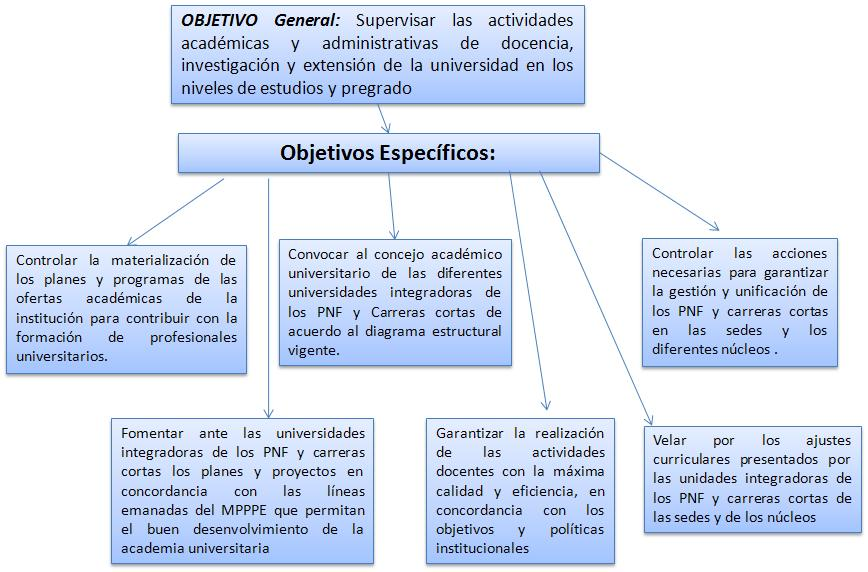 OBJETIVO General: Supervisar las actividades
académicas y administrativas de docencia,
investigación y extensión de la universidad en los
niveles de estudios y pregrado
Objetivos Específicos:
Controlar la materialización de
los planes y programas de las
ofertas académicas de la
institución para contribuir con la
formación de profesionales
universitarios.
Convocar al concejo académico
universitario de las diferentes
universidades integradoras de
los PNF y Carreras cortas de
acuerdo al diagrama estructural
vigente.
Controlar las acciones
necesarias para garantizar
la gestión y unificación de
los PNF y carreras cortas
en las sedes y los
diferentes núcleos .
Fomentar ante las universidades
integradoras de los PNF y carreras
cortas los planes y proyectos en
concordancia con las líneas
emanadas del MPPPE que permitan
el buen desenvolvimiento de la
academia universitaria
Garantizar la realización
de las actividades
docentes con la máxima
calidad y eficiencia, en
concordancia con los
objetivos y políticas
institucionales
Velar por los ajustes
curriculares presentados por
las unidades integradoras de
los PNF y carreras cortas de
las sedes y de los núcleos